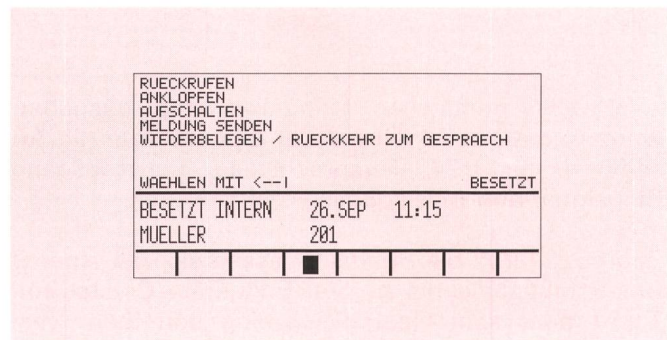 RUECKRUFEN
ANKLOPFEN
AUFSCHALTEN
MELDUNG SENDEN
WIEDERBELEGEN / RUECKKEHR ZUM GESPRAECH
WAEHLEN MIT <--I BESETZT
BESETZT INTERN 26.SEP 11:15
MUELLER 201